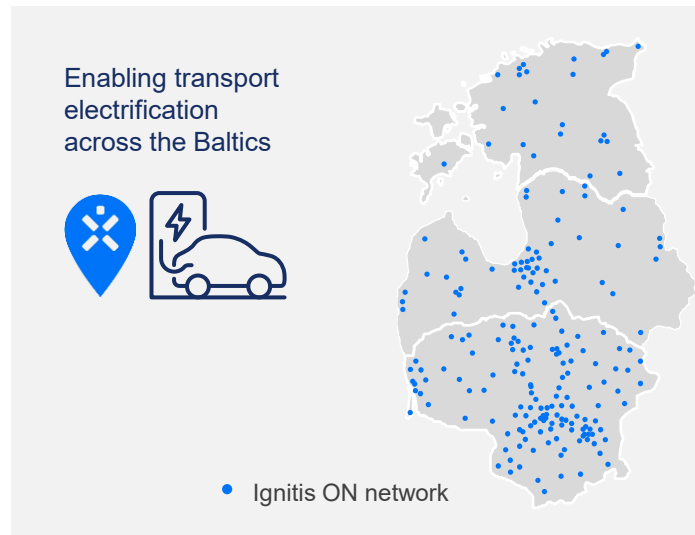 Enabling transport
electrification
across the Baltics
Ignitis ON network